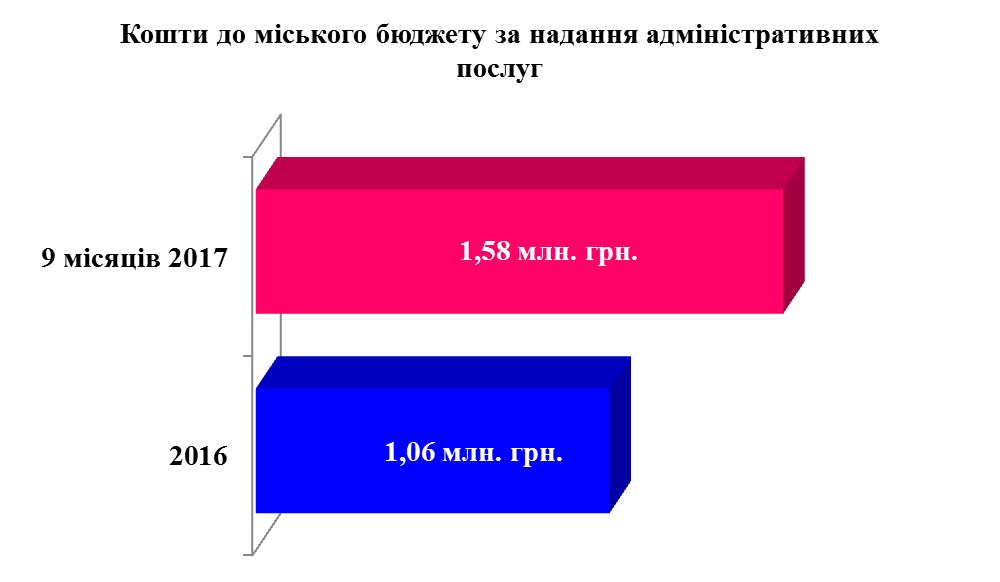 Кошти до міського бюджету за надання адміністративних
послуг
9 місяців 2017
1,58 млн. грн.
2016
1,06 млн. грн.